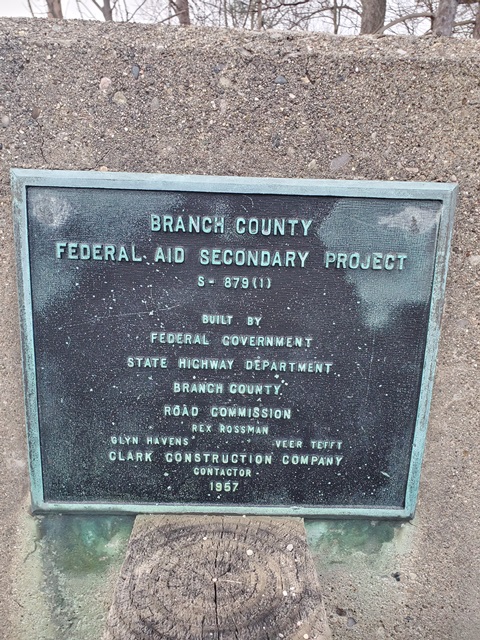 BRANCH COUNTY
FEDERAL AID SECONDARY PROJECT
S- 879(1)
BUILT BY
FEDERAL GOVERNMENT
STATE HIGHWAY DEPARTMENT
BRANCH COUNTY
ROAD COMMISSION
REX ROSSMAN
GLYN HAVENS VEER TEFFT
CLARK CONSTRUCTION COMPANY
CONTACTOR
1957